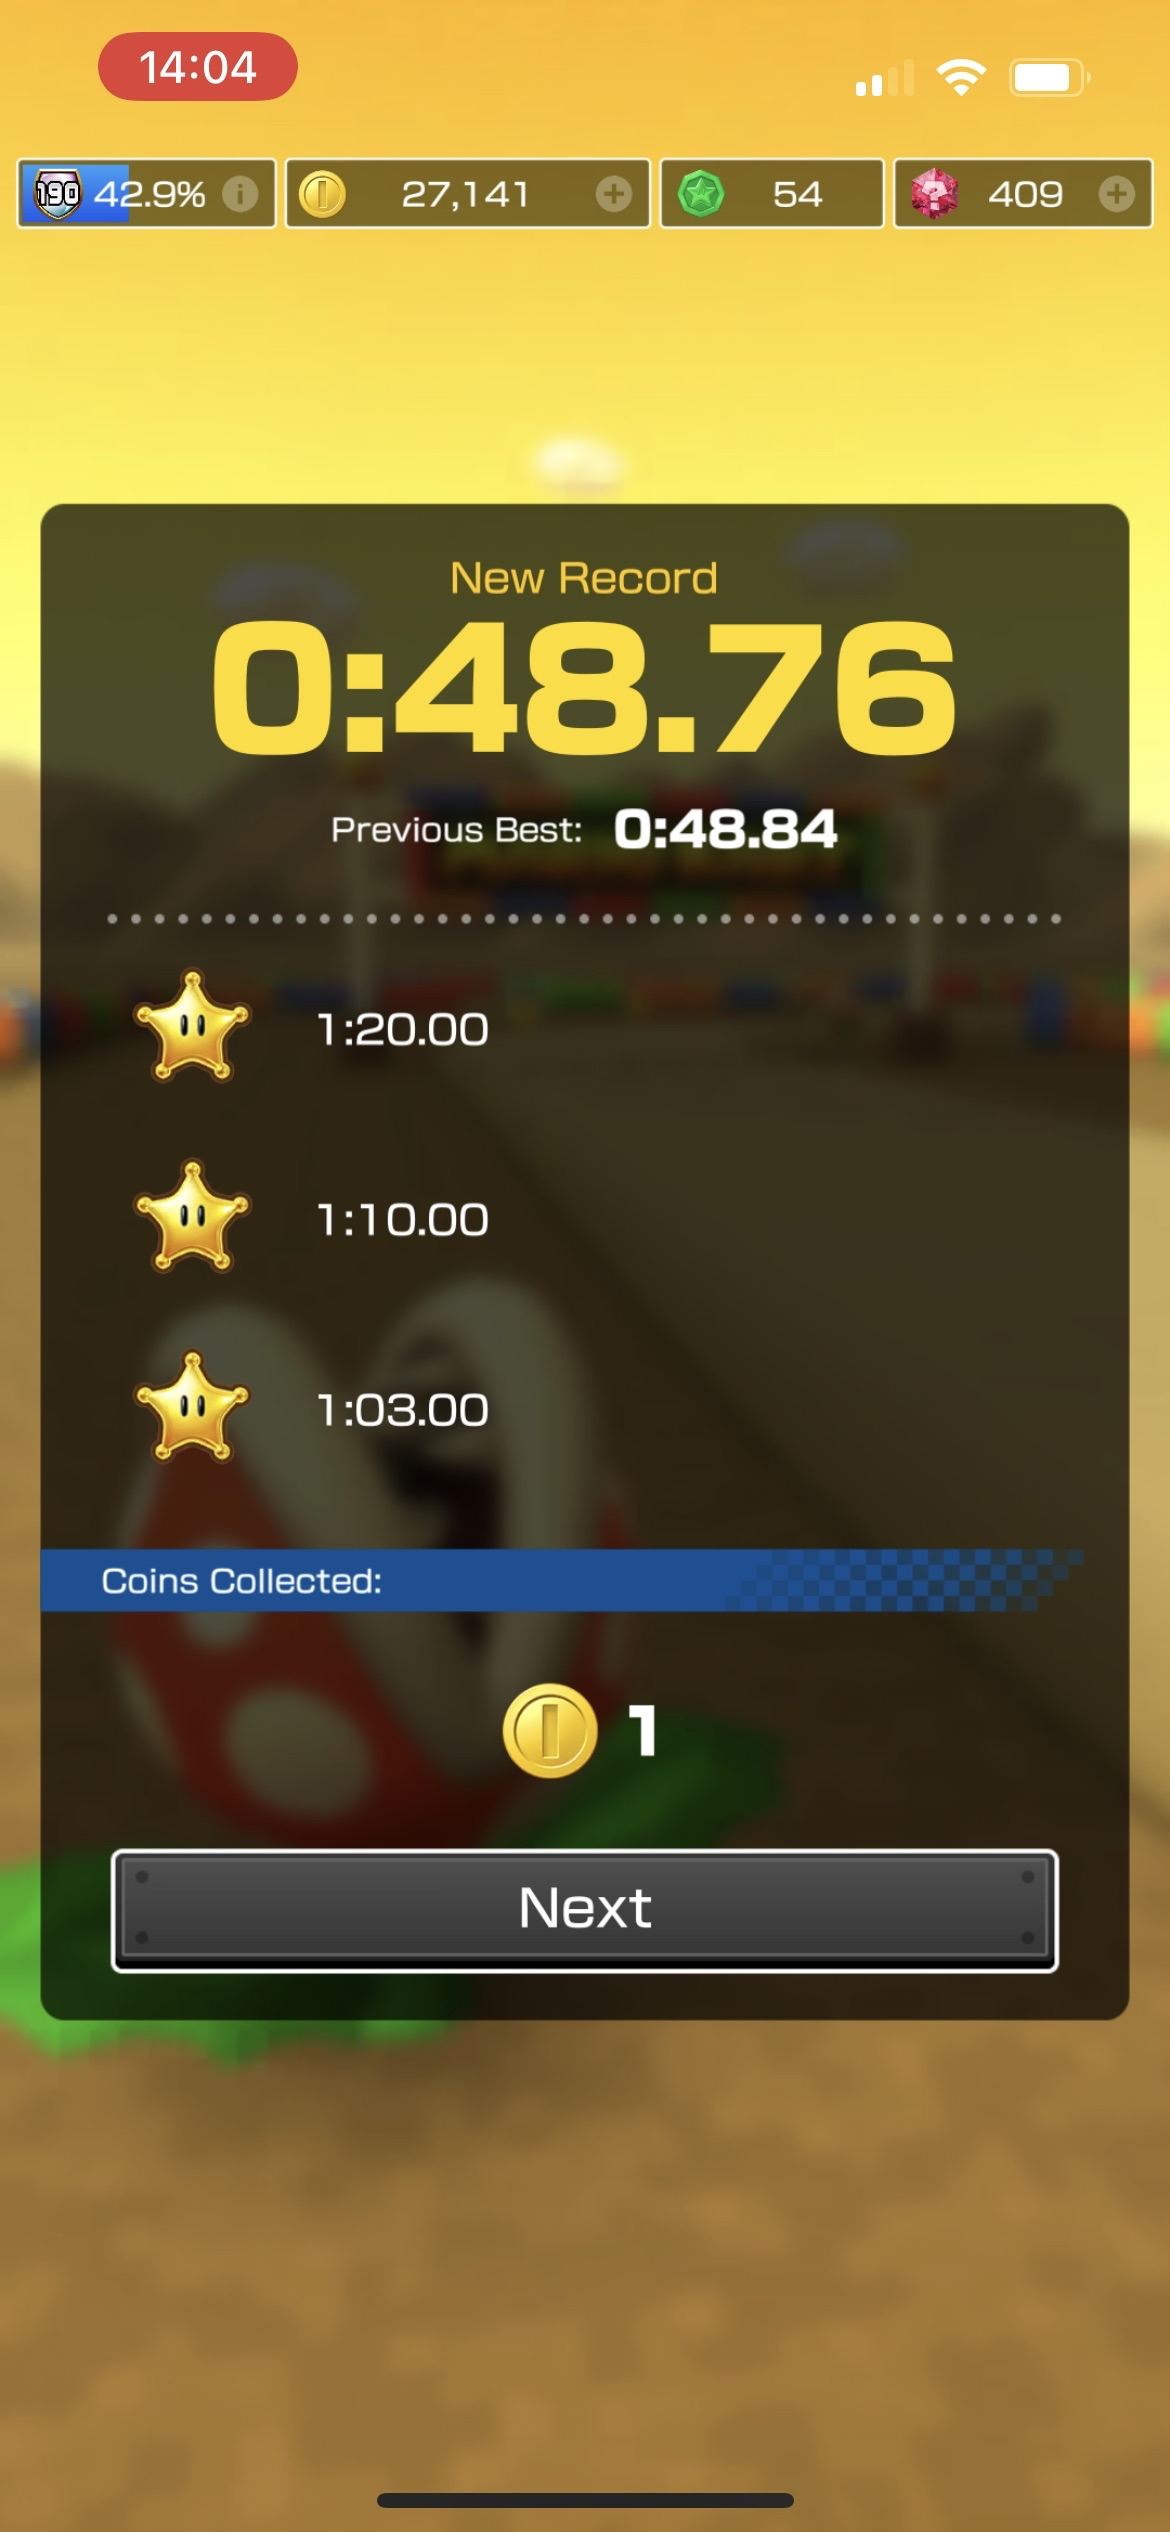 14:04
190 42.9% i 27,141 + 54 409 +
New Record
0:48.76
Previous Best: 0:48.84
1:20.00
1:10.00
1:03.00
Coins Collected:
1
Next